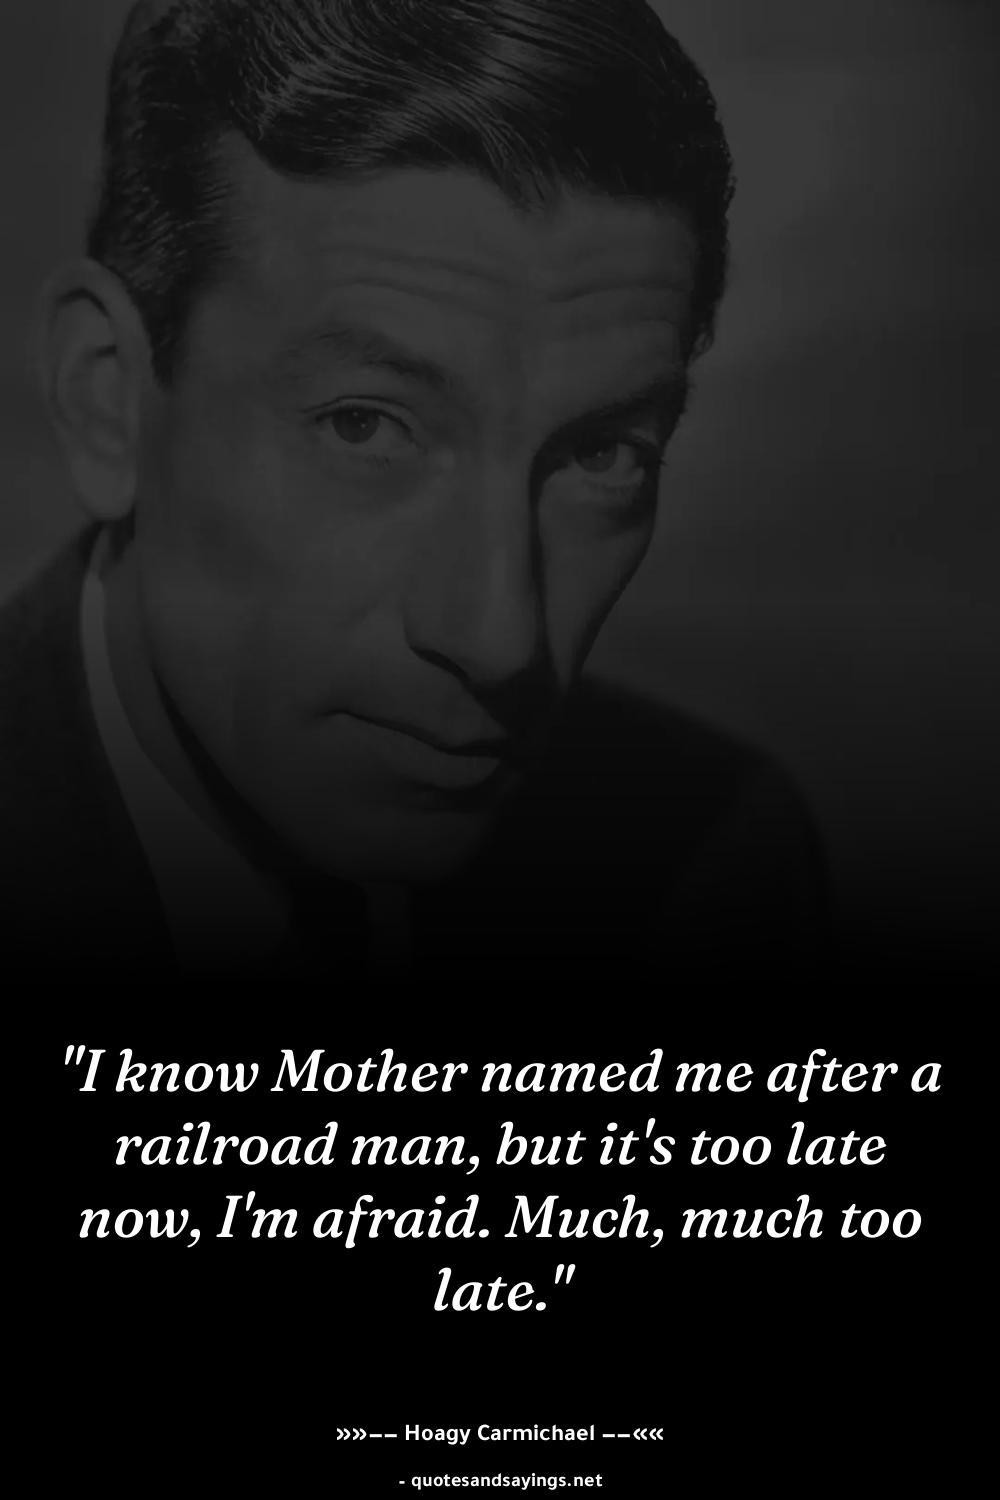 "I know Mother named me after a
railroad man, but it's too late
now, I'm afraid. Much, much too
late."
»»−− Hoagy Carmichael −−««
- quotesandsayings.net